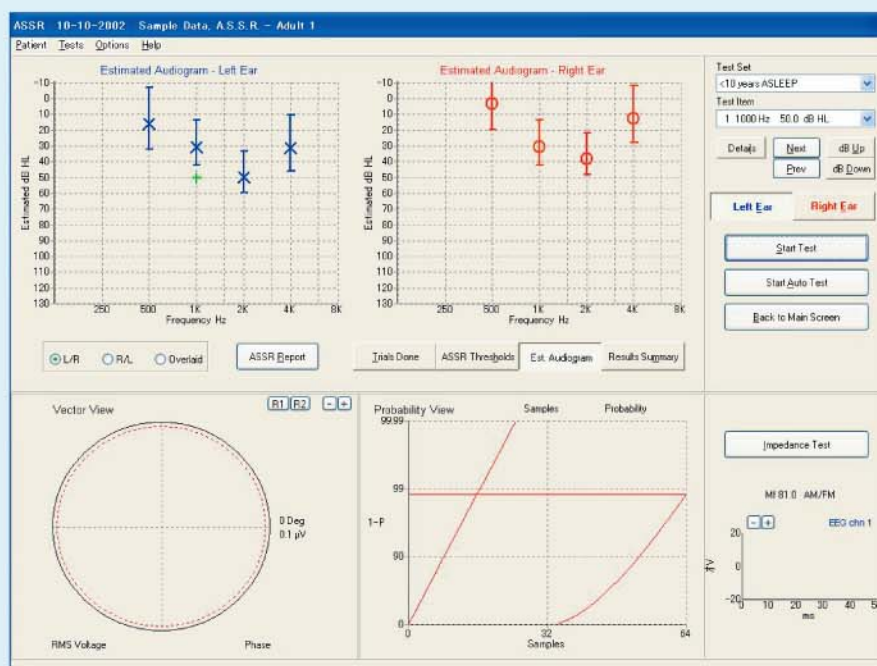 ASSR 10-10-2002 Sample Data, A.S.S.R. - Adult 1
Patient Tests Options Help
Estimated Audiogram - Left Ear
-10
0
10
20
30
40
50
60
70
80
90
100
110
120
130
Estimated dB HL
250 500 1K 2K 4K 8K
Frequency Hz
Estimated Audiogram - Right Ear
-10
0
10
20
30
40
50
60
70
80
90
100
110
120
130
Estimated dB HL
250 500 1K 2K 4K 8K
Frequency Hz
Test Set
<10 years ASLEEP
Test Item
1 1000 Hz 50.0 dB HL
Details Next dB Up
Prev dB Down
Left Ear Right Ear
Start Test
Start Auto Test
Back to Main Screen
L/R R/L Overlaid ASSR Report
Trials Done ASSR Thresholds Est. Audiogram Results Summary
Vector View R1 R2 - +
0 Deg
0.1 µV
RMS Voltage Phase
Probability View Samples Probability
99.99
99
1-P
90
0
0 32 64
Samples
Impedance Test
Mf 81.0 AM/FM
- + EEG chn 1
20
0
-20
µV
0 10 20 30 40 50
ms